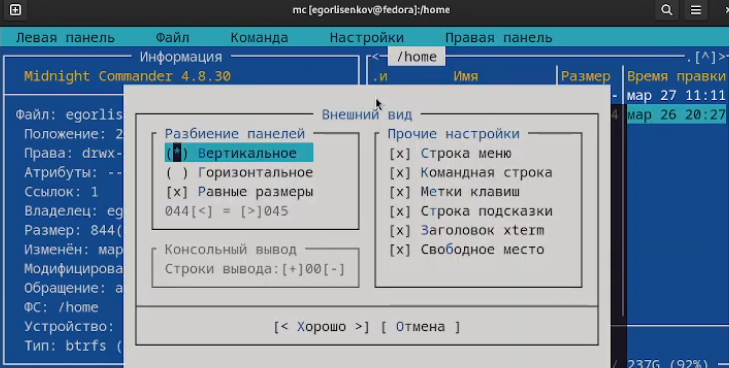 mc [egorlisenkov@fedora]:/home
Левая панель Файл Команда Настройки Правая панель
Информация <- /home .[^]>
Midnight Commander 4.8.30 .и Имя Размер Время правки
- мар 27 11:11
Внешний вид
Файл: egorlis 4 мар 26 20:27
Разбиение панелей Прочие настройки
Положение: 2
(*) Вертикальное [x] Строка меню
Права: drwx-
( ) Горизонтальное [x] Командная строка
Атрибуты: --
[x] Равные размеры [x] Метки клавиш
Ссылок: 1
044[<] = [>]045 [x] Строка подсказки
Владелец: eg
[x] Заголовок xterm
Размер: 844(
Консольный вывод [x] Свободное место
Изменён: мар
Строки вывода:[+]00[-]
Модифицирова
Обращение: a
ФС: /home
[< Хорошо >] [ Отмена ]
Устройство:
Тип: btrfs (
/ 237G (92%)